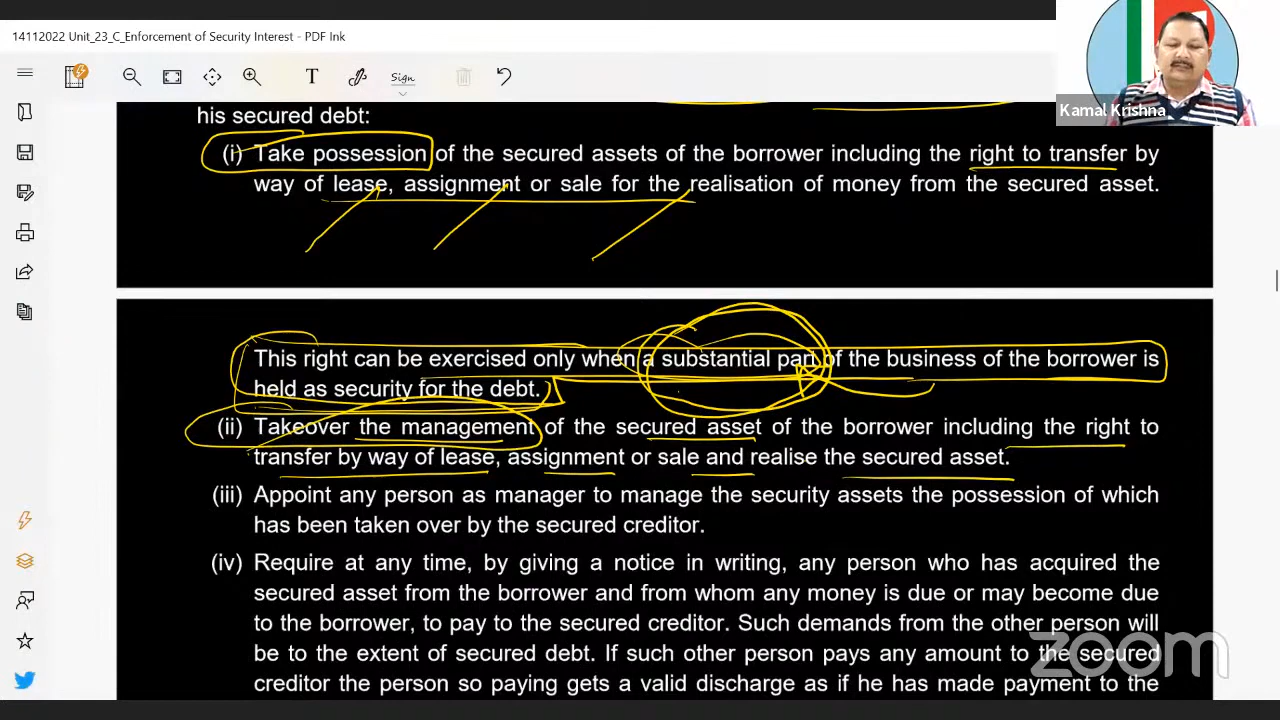 14112022 Unit_23_C_Enforcement of Security Interest - PDF Ink
T
Sign
Kamal Krishna
his secured debt:
(i) Take possession of the secured assets of the borrower including the right to transfer by
way of lease, assignment or sale for the realisation of money from the secured asset.
This right can be exercised only when a substantial part of the business of the borrower is
held as security for the debt.
(ii) Takeover the management of the secured asset of the borrower including the right to
transfer by way of lease, assignment or sale and realise the secured asset.
(iii) Appoint any person as manager to manage the security assets the possession of which
has been taken over by the secured creditor.
(iv) Require at any time, by giving a notice in writing, any person who has acquired the
secured asset from the borrower and from whom any money is due or may become due
to the borrower, to pay to the secured creditor. Such demands from the other person will
be to the extent of secured debt. If such other person pays any amount to the secured
creditor the person so paying gets a valid discharge as if he has made payment to the
zoom